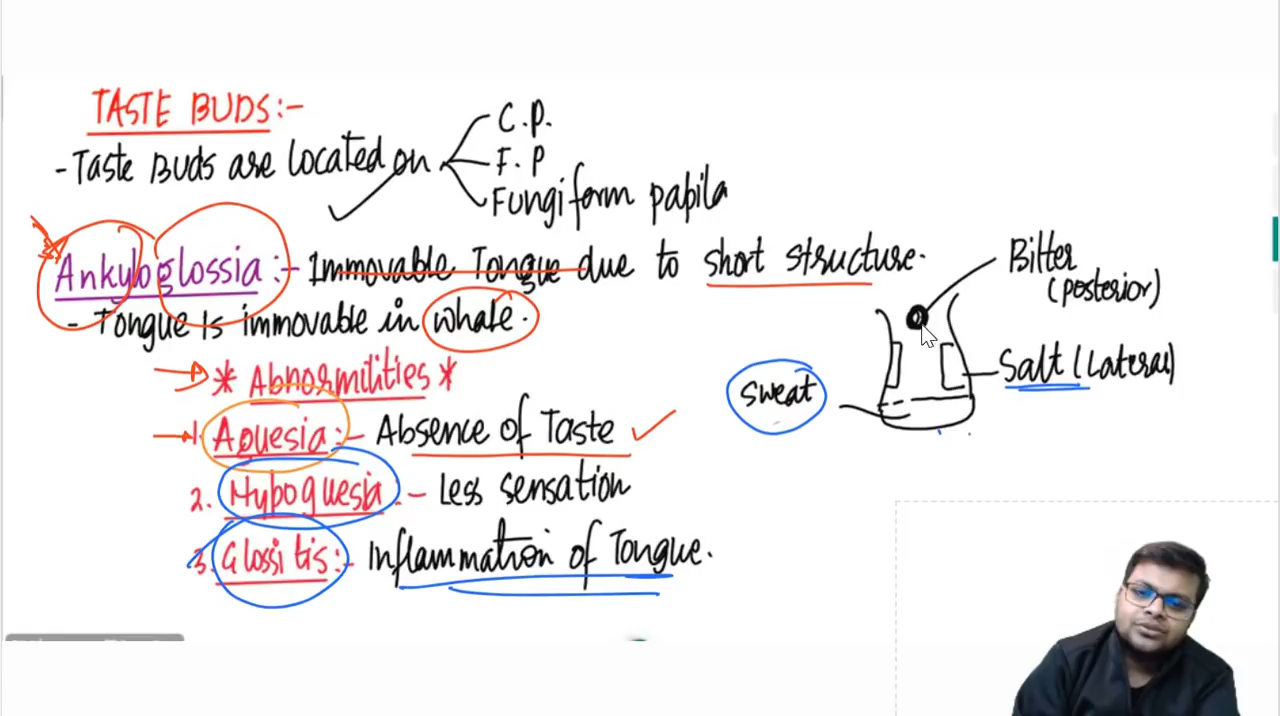 TASTE BUDS:-
- Taste Buds are located on
C.P.
F.P
Fungiform papila
Ankyloglossia :- Immovable Tongue due to short structure.
- Tongue Is immovable in whale.
* Abnormilities *
1. Aguesia :- Absence of Taste
2. Hypoguesia :- Less sensation
3. Glossitis :- Inflammation of Tongue.
Bitter
(posterior)
Salt (Lateral)
Sweat